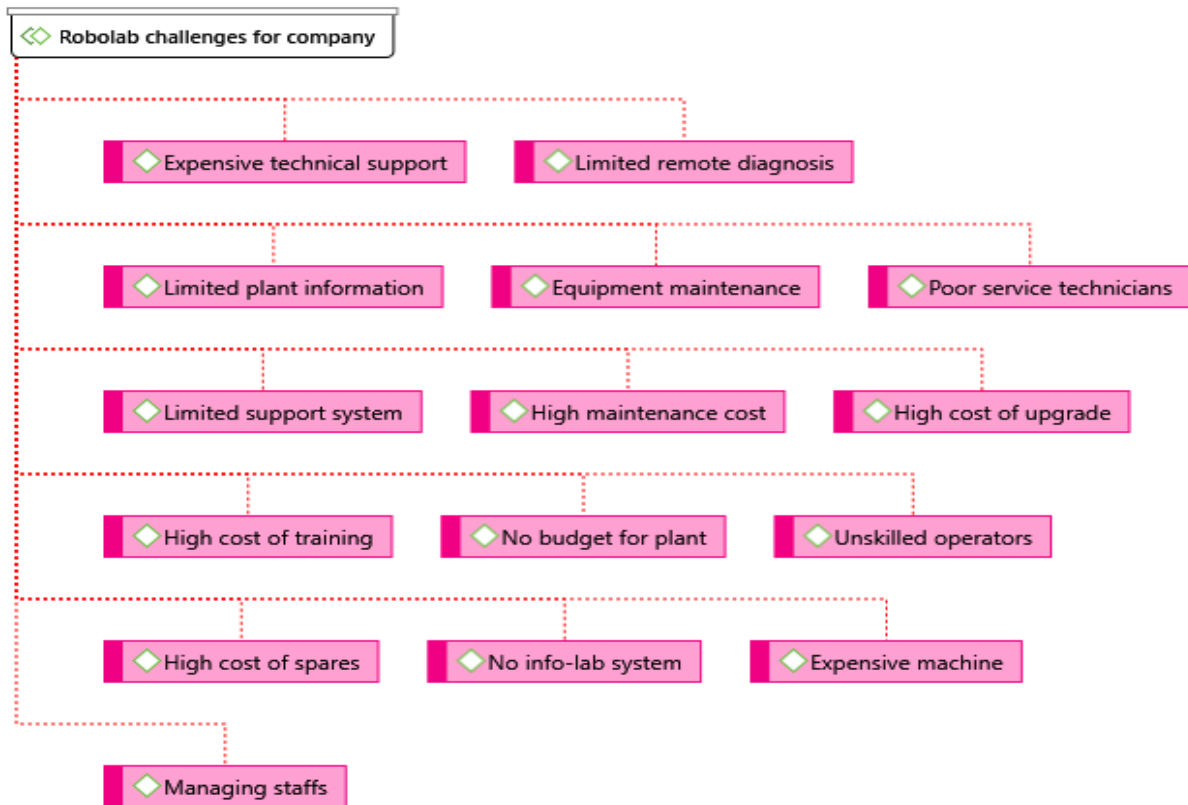 Robolab challenges for company
Expensive technical support
Limited remote diagnosis
Limited plant information
Equipment maintenance
Poor service technicians
Limited support system
High maintenance cost
High cost of upgrade
High cost of training
No budget for plant
Unskilled operators
High cost of spares
No info-lab system
Expensive machine
Managing staffs